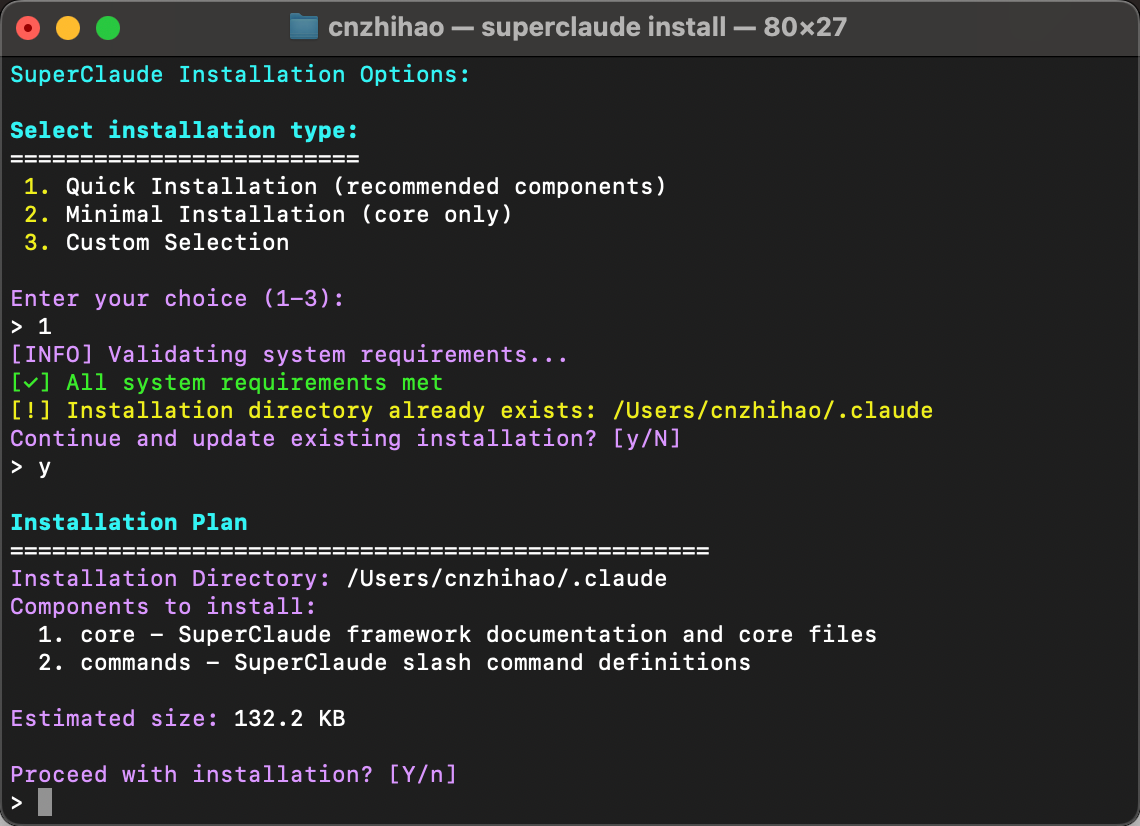 cnzhihao — superclaude install — 80×27
SuperClaude Installation Options:
Select installation type:
=========================
1. Quick Installation (recommended components)
2. Minimal Installation (core only)
3. Custom Selection
Enter your choice (1-3):
> 1
[INFO] Validating system requirements...
[✓] All system requirements met
[!] Installation directory already exists: /Users/cnzhihao/.claude
Continue and update existing installation? [y/N]
> y
Installation Plan
==================================================
Installation Directory: /Users/cnzhihao/.claude
Components to install:
1. core - SuperClaude framework documentation and core files
2. commands - SuperClaude slash command definitions
Estimated size: 132.2 KB
Proceed with installation? [Y/n]
>